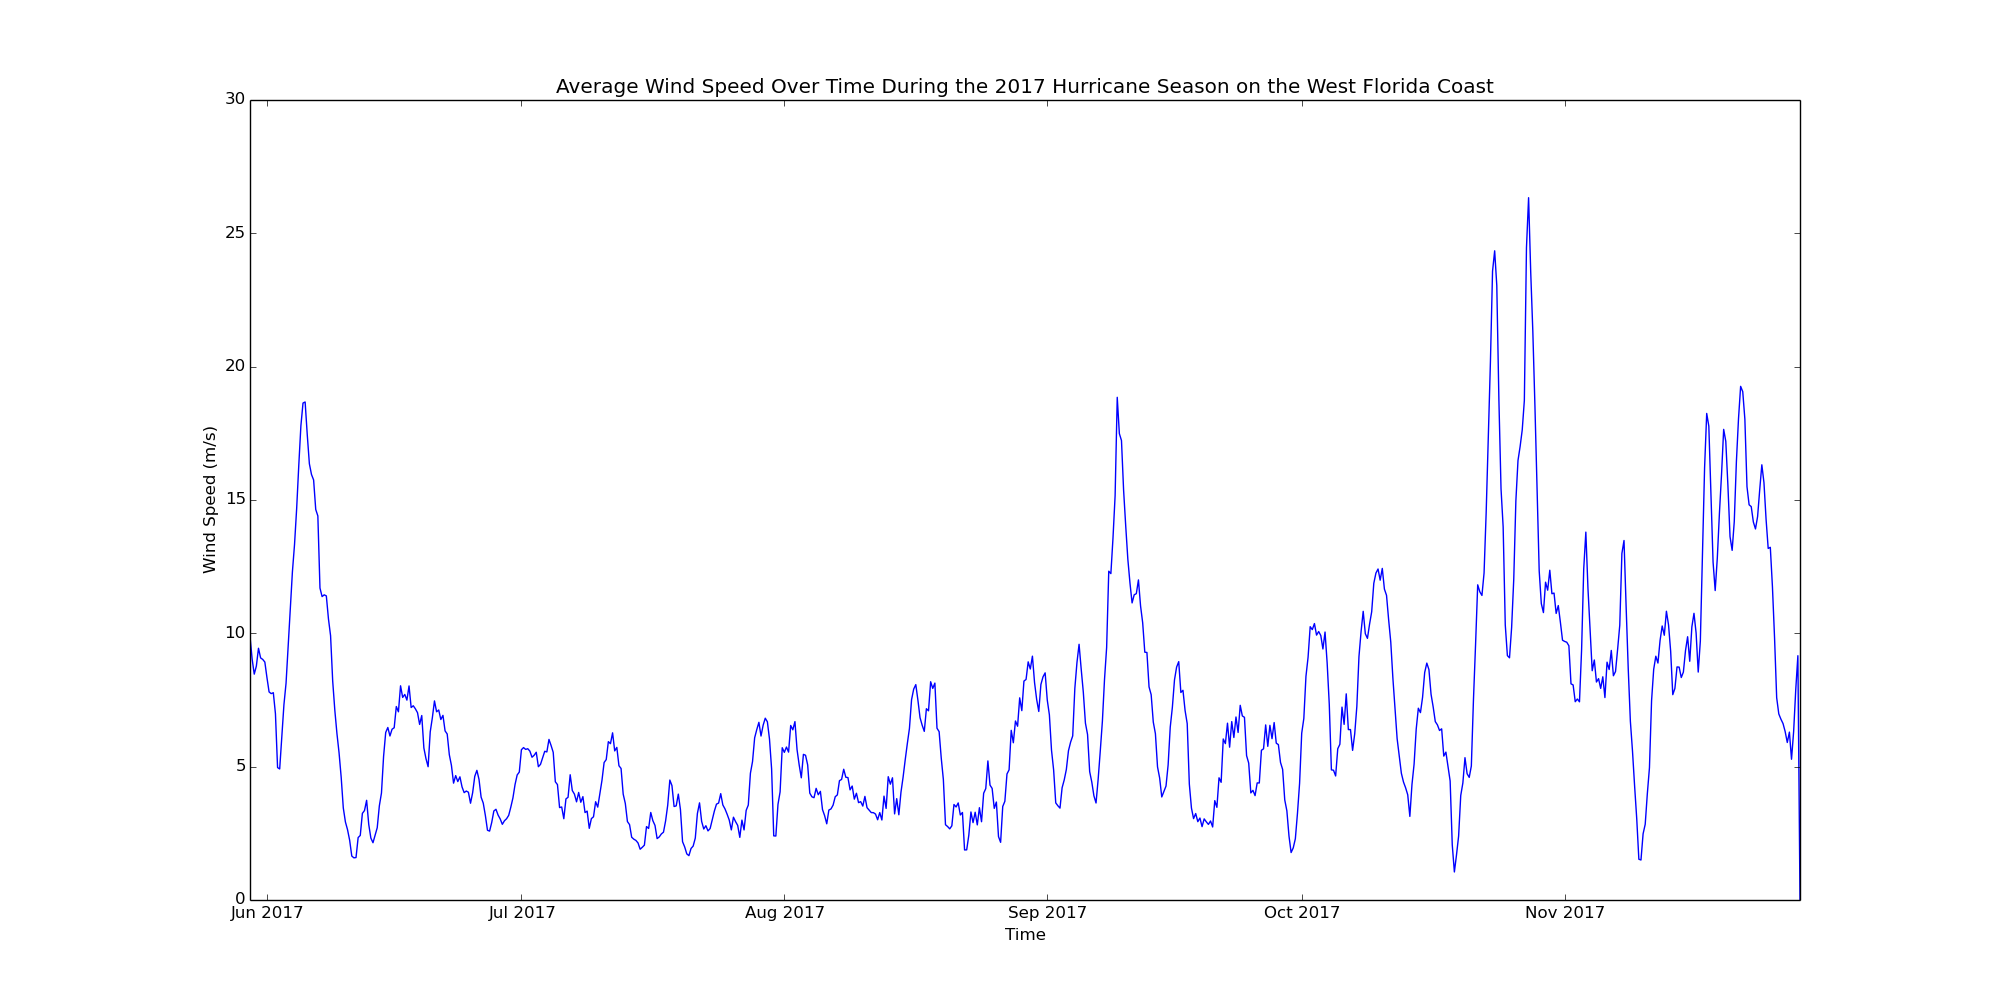 Average Wind Speed Over Time During the 2017 Hurricane Season on the West Florida Coast
30
25
20
15
10
5
0
Wind Speed (m/s)
Jun 2017 Jul 2017 Aug 2017 Sep 2017 Oct 2017 Nov 2017
Time